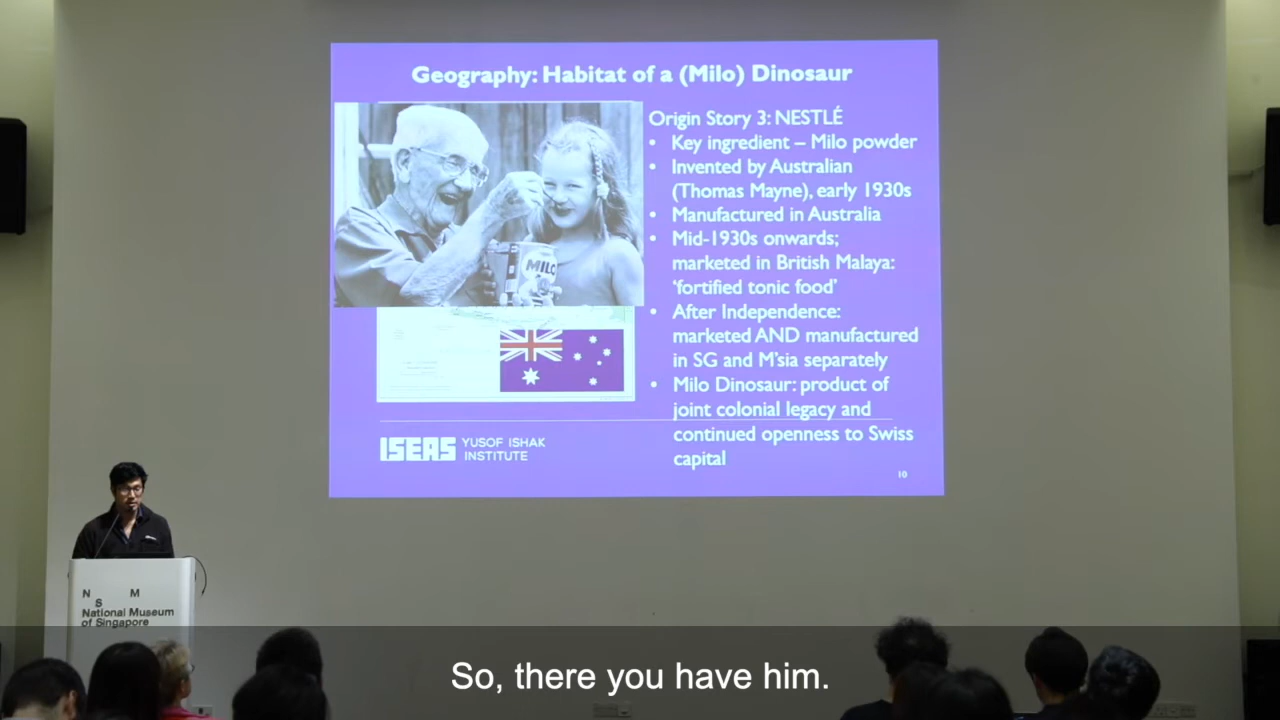 Geography: Habitat of a (Milo) Dinosaur
Origin Story 3: NESTLÉ
• Key ingredient – Milo powder
• Invented by Australian
(Thomas Mayne), early 1930s
• Manufactured in Australia
• Mid-1930s onwards;
marketed in British Malaya:
‘fortified tonic food’
• After Independence:
marketed AND manufactured
in SG and M'sia separately
• Milo Dinosaur: product of
joint colonial legacy and
continued openness to Swiss
capital
MILO
ISEAS YUSOF ISHAK
INSTITUTE
10
N M
S
National Museum
of Singapore
So, there you have him.